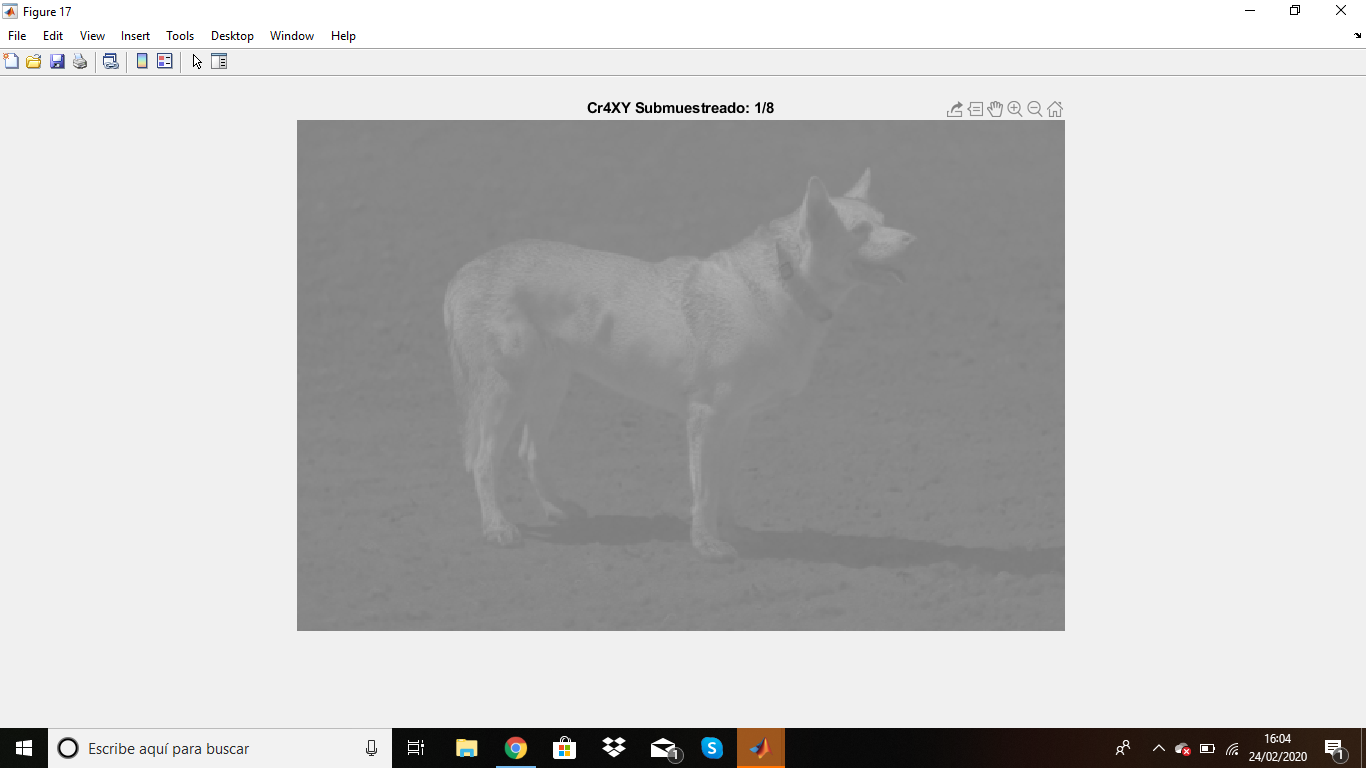 Figure 17
File Edit View Insert Tools Desktop Window Help
Cr4XY Submuestreado: 1/8
Escribe aquí para buscar
1
S
16:04
24/02/2020
1